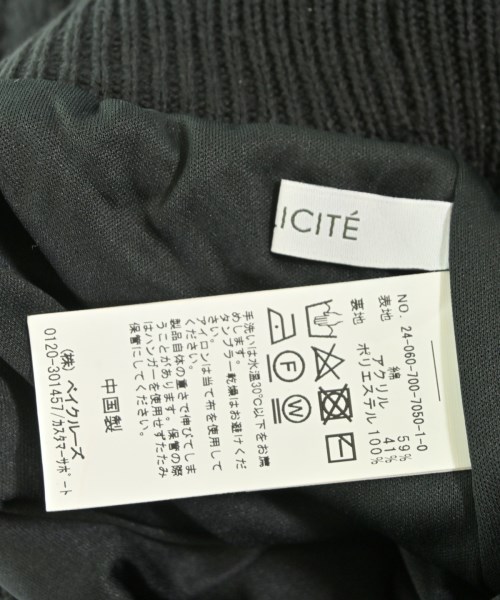 LICITÉ
NO. 24-060-700-7050-1-0
表地 綿 59%
アクリル 41%
裏地 ポリエステル 100%
手洗いは水温30℃以下をお薦
めします。
タンブラー乾燥はお避けくだ
さい。
アイロンは当て布を使用して
ください。
製品自体の重さで伸びてしま
うことがあります。保管の際
はハンガーを使用せずたたみ
保管にしてください。
F
W
中国製
(株) ベイクルーズ
0120-301457/カスタマーサポート